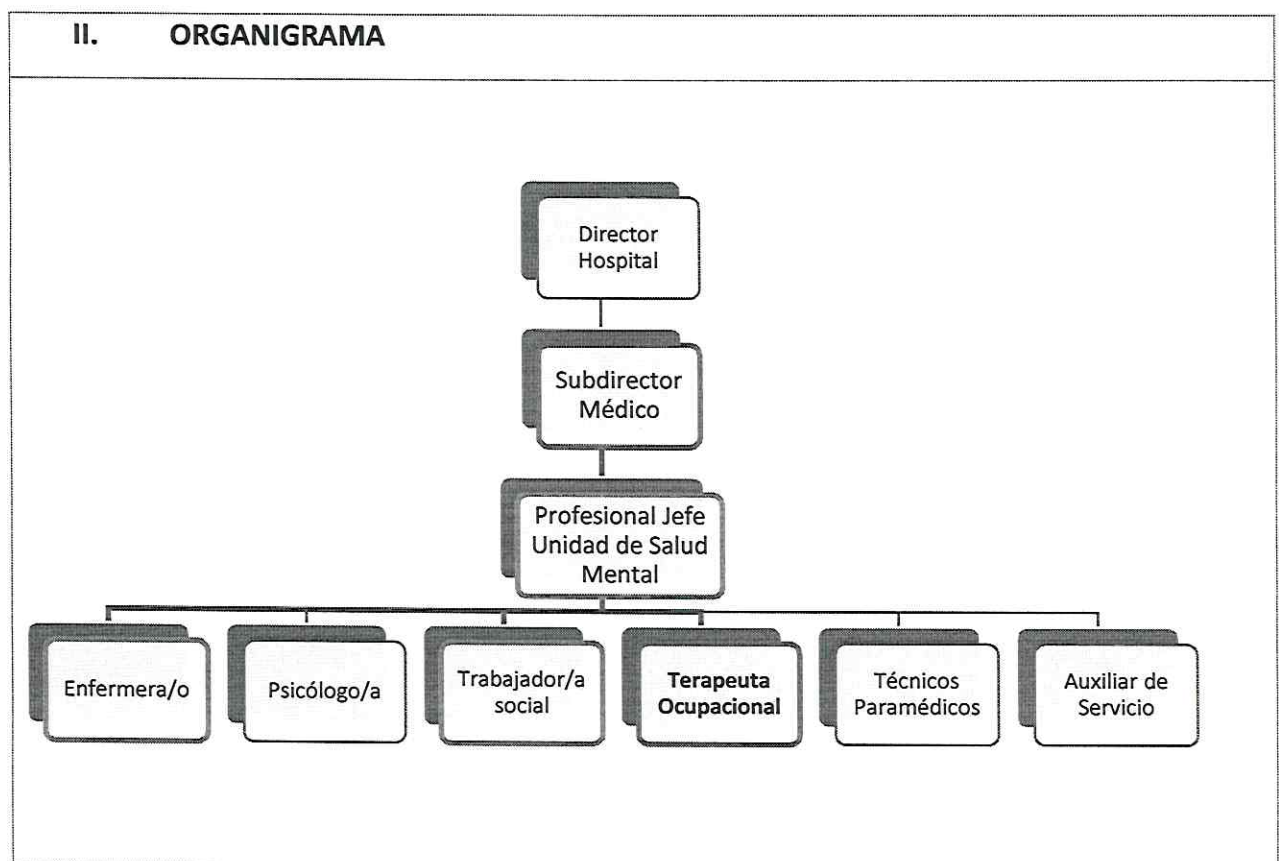 II. ORGANIGRAMA
Director
Hospital
Subdirector
Médico
Profesional Jefe
Unidad de Salud
Mental
Enfermera/o
Psicólogo/a
Trabajador/a
social
Terapeuta
Ocupacional
Técnicos
Paramédicos
Auxiliar de
Servicio